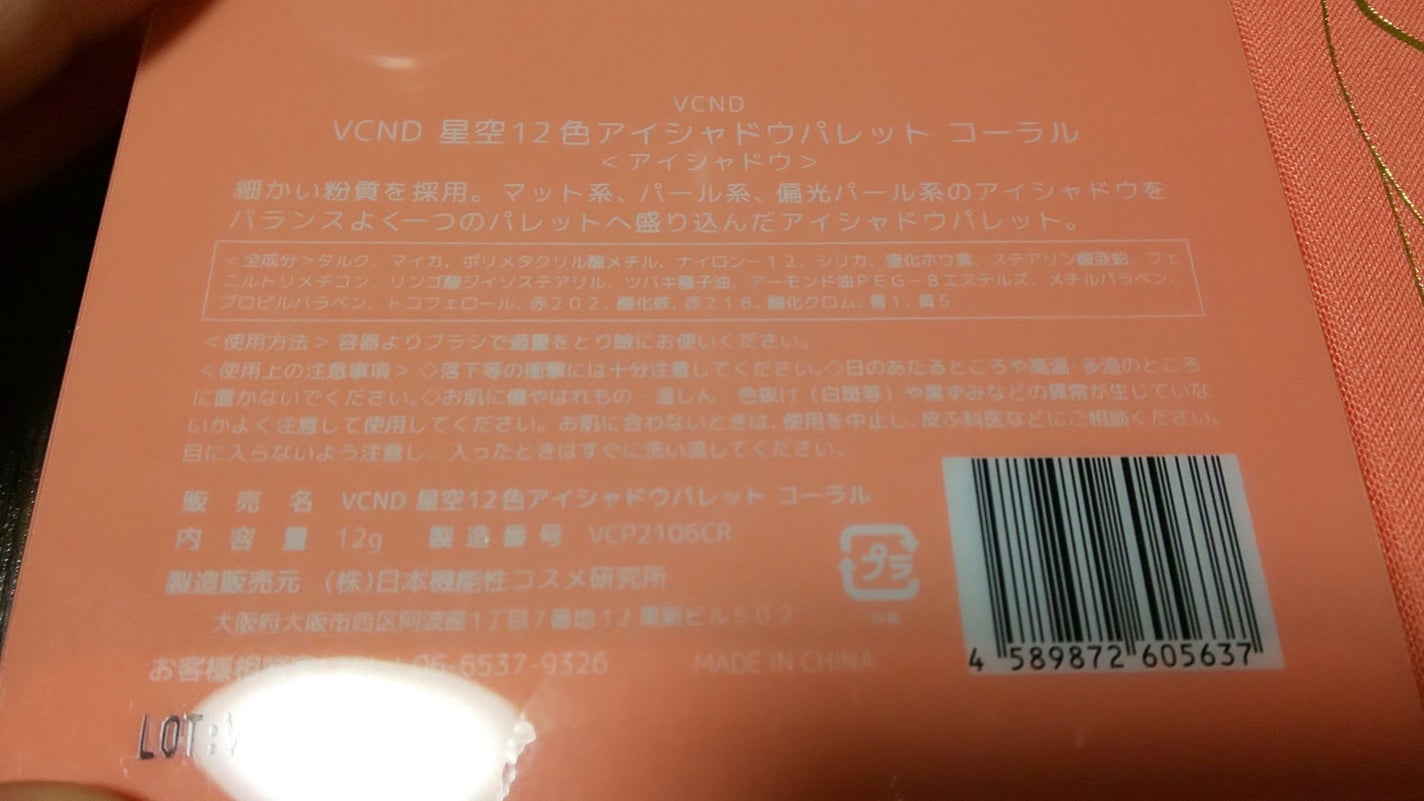 VCND
VCND 星空12色アイシャドウパレット コーラル
<アイシャドウ>
細かい粉質を採用。マット系、パール系、偏光パール系のアイシャドウを
バランスよく一つのパレットへ盛り込んだアイシャドウパレット。
<全成分>タルク、マイカ、ポリメタクリル酸メチル、ナイロン-12、シリカ、窒化ホウ素、ステアリン酸亜鉛、フェ
ニルトリメチコン、リンゴ酸ジイソステアリル、ツバキ種子油、アーモンド油PEG-8エステルズ、メチルパラベン、
プロピルパラベン、トコフェロール、赤202、酸化鉄、赤218、酸化クロム、青1、黄5
<使用方法>容器よりブラシで適量をとり瞼にお使いください。
<使用上の注意事項>◇落下等の衝撃には十分注意してください。◇日のあたるところや高温・多湿のところ
に置かないでください。◇お肌に傷やはれもの・湿しん・色抜け(白斑等)や黒ずみなどの異常が生じていな
いかよく注意して使用してください。お肌に合わないときは、使用を中止し、皮ふ科医などにご相談ください。
目に入らないよう注意し、入ったときはすぐに洗い流してください。
販売名 VCND 星空12色アイシャドウパレット コーラル
内容量 12g 製造番号 VCP2106CR
製造販売元 (株)日本機能性コスメ研究所
大阪府大阪市西区阿波座1丁目7番地12 東新ビル502
お客様相 06-6537-9326 MADE IN CHINA
プラ
4 589872 605637
LOT: